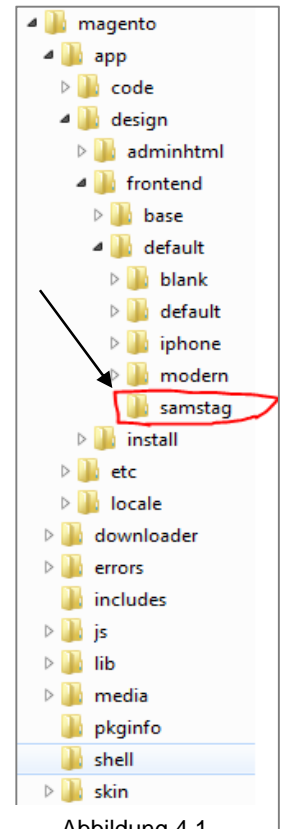 magento
app
code
design
adminhtml
frontend
base
default
blank
default
iphone
modern
samstag
install
etc
locale
downloader
errors
includes
js
lib
media
pkginfo
shell
skin
Abbildung 4.1